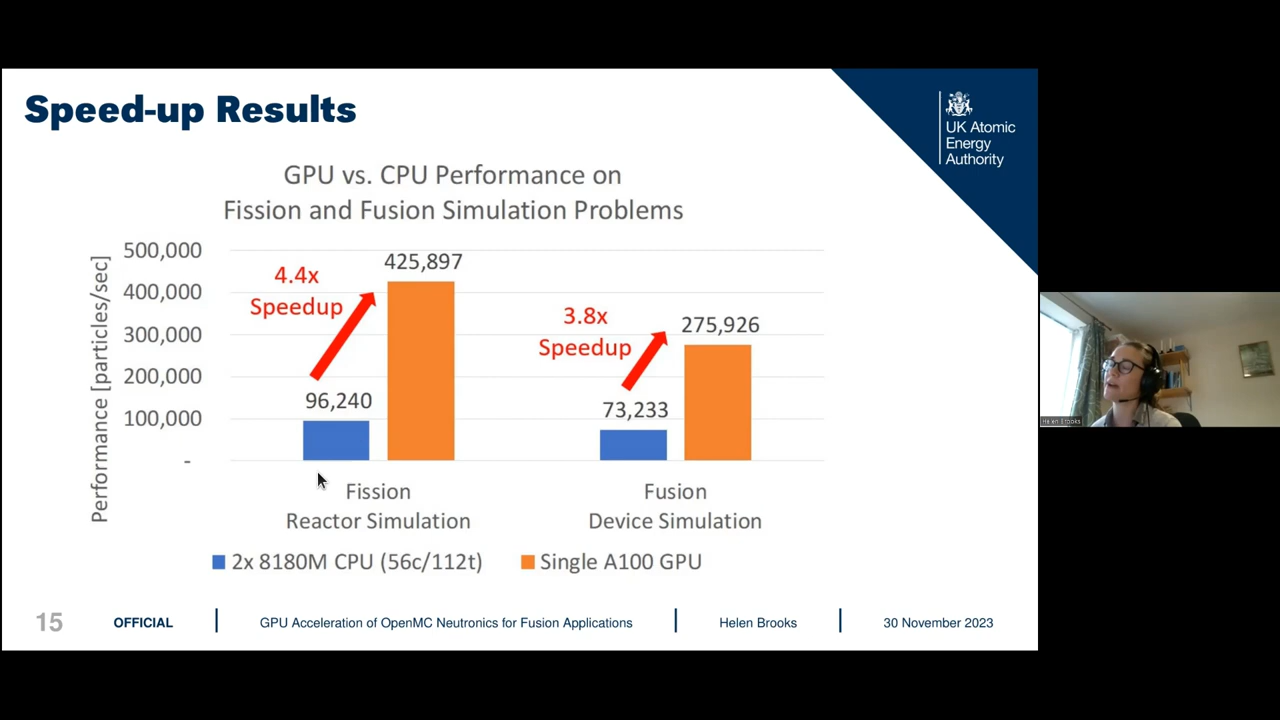 Speed-up Results
UK Atomic
Energy
Authority
GPU vs. CPU Performance on
Fission and Fusion Simulation Problems
Performance [particles/sec]
500,000
400,000
300,000
200,000
100,000
-
4.4x
Speedup
96,240
425,897
3.8x
Speedup
73,233
275,926
Fission
Reactor Simulation
Fusion
Device Simulation
2x 8180M CPU (56c/112t)
Single A100 GPU
15
OFFICIAL
GPU Acceleration of OpenMC Neutronics for Fusion Applications
Helen Brooks
30 November 2023
Helen Brooks